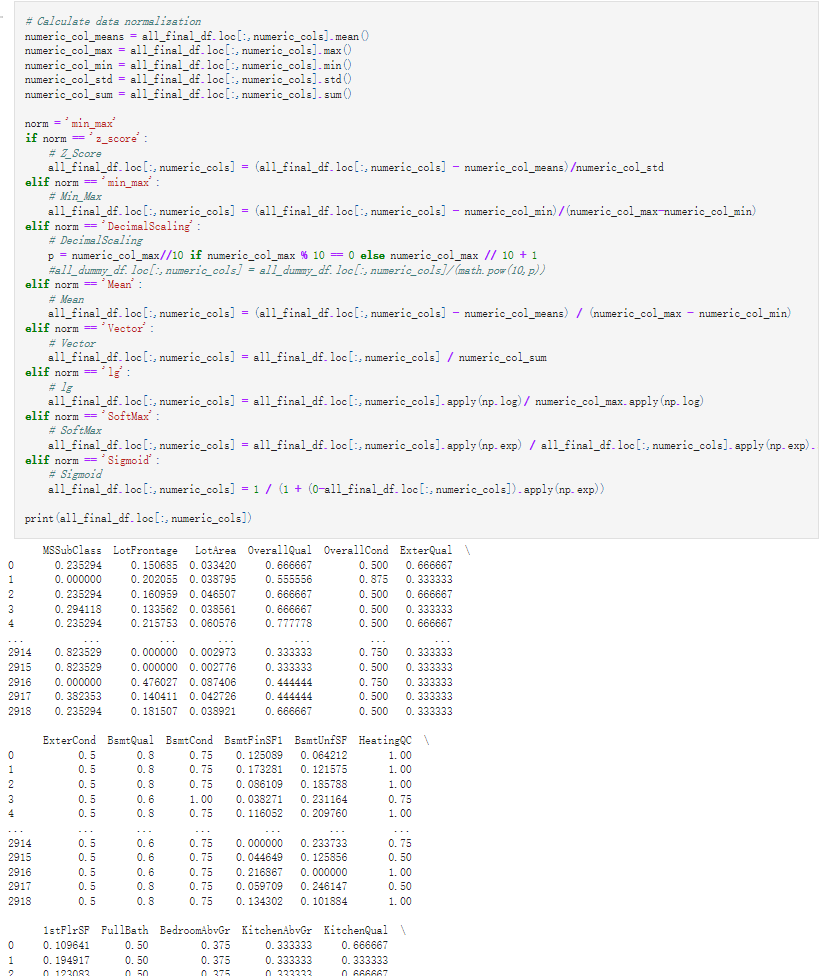 # Calculate data normalization
numeric_col_means = all_final_df.loc[:, numeric_cols].mean()
numeric_col_max = all_final_df.loc[:, numeric_cols].max()
numeric_col_min = all_final_df.loc[:, numeric_cols].min()
numeric_col_std = all_final_df.loc[:, numeric_cols].std()
numeric_col_sum = all_final_df.loc[:, numeric_cols].sum()

norm = 'min_max'
if norm == 'z_score':
    # Z_Score
    all_final_df.loc[:, numeric_cols] = (all_final_df.loc[:, numeric_cols] - numeric_col_means)/numeric_col_std
elif norm == 'min_max':
    # Min_Max
    all_final_df.loc[:, numeric_cols] = (all_final_df.loc[:, numeric_cols] - numeric_col_min)/(numeric_col_max-numeric_col_min)
elif norm == 'DecimalScaling':
    # DecimalScaling
    p = numeric_col_max//10 if numeric_col_max % 10 == 0 else numeric_col_max // 10 + 1
    #all_dummy_df.loc[:, numeric_cols] = all_dummy_df.loc[:, numeric_cols]/(math.pow(10,p))
elif norm == 'Mean':
    # Mean
    all_final_df.loc[:, numeric_cols] = (all_final_df.loc[:, numeric_cols] - numeric_col_means) / (numeric_col_max - numeric_col_min)
elif norm == 'Vector':
    # Vector
    all_final_df.loc[:, numeric_cols] = all_final_df.loc[:, numeric_cols] / numeric_col_sum
elif norm == 'lg':
    # lg
    all_final_df.loc[:, numeric_cols] = all_final_df.loc[:, numeric_cols].apply(np.log)/ numeric_col_max.apply(np.log)
elif norm == 'SoftMax':
    # SoftMax
    all_final_df.loc[:, numeric_cols] = all_final_df.loc[:, numeric_cols].apply(np.exp) / all_final_df.loc[:, numeric_cols].apply(np.exp).
elif norm == 'Sigmoid':
    # Sigmoid
    all_final_df.loc[:, numeric_cols] = 1 / (1 + (0-all_final_df.loc[:, numeric_cols]).apply(np.exp))

print(all_final_df.loc[:, numeric_cols])
MSSubClass LotFrontage LotArea OverallQual OverallCond ExterQual \
0 0.235294 0.150685 0.033420 0.666667 0.500 0.666667
1 0.000000 0.202055 0.038795 0.555556 0.875 0.333333
2 0.235294 0.160959 0.046507 0.666667 0.500 0.666667
3 0.294118 0.133562 0.038561 0.666667 0.500 0.333333
4 0.235294 0.215753 0.060576 0.777778 0.500 0.666667
... ... ... ... ... ... ...
2914 0.823529 0.000000 0.002973 0.333333 0.750 0.333333
2915 0.823529 0.000000 0.002776 0.333333 0.500 0.333333
2916 0.000000 0.476027 0.087406 0.444444 0.750 0.333333
2917 0.382353 0.140411 0.042726 0.444444 0.500 0.333333
2918 0.235294 0.181507 0.038921 0.666667 0.500 0.333333

ExterCond BsmtQual BsmtCond BsmtFinSF1 BsmtUnfSF HeatingQC \
0 0.5 0.8 0.75 0.125089 0.064212 1.00
1 0.5 0.8 0.75 0.173281 0.121575 1.00
2 0.5 0.8 0.75 0.086109 0.185788 1.00
3 0.5 0.6 1.00 0.038271 0.231164 0.75
4 0.5 0.8 0.75 0.116052 0.209760 1.00
... ... ... ... ... ... ...
2914 0.5 0.6 0.75 0.000000 0.233733 0.75
2915 0.5 0.6 0.75 0.044649 0.125856 0.50
2916 0.5 0.6 0.75 0.216867 0.000000 1.00
2917 0.5 0.8 0.75 0.059709 0.246147 0.50
2918 0.5 0.8 0.75 0.134302 0.101884 1.00

1stFlrSF FullBath BedroomAbvGr KitchenAbvGr KitchenQual \
0 0.109641 0.50 0.375 0.333333 0.666667
1 0.194917 0.50 0.375 0.333333 0.333333
2 0.123083 0.50 0.375 0.333333 0.666667